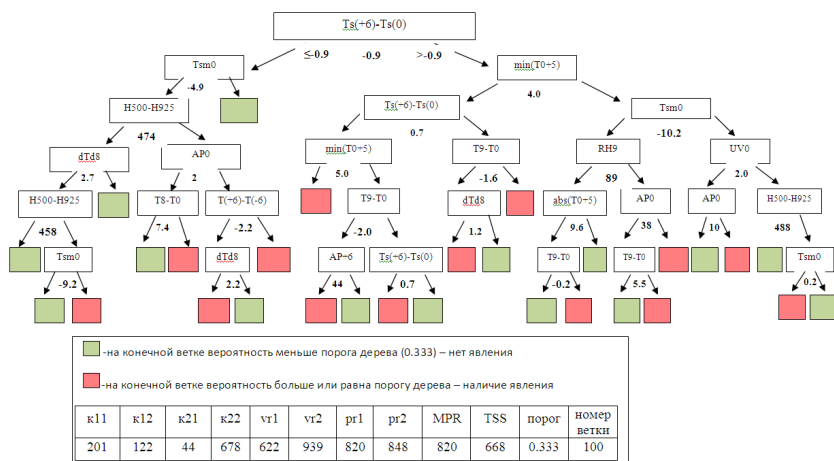 Ts(+6)-Ts(0)
≤-0.9 -0.9 >-0.9
Tsm0 min(T0+5)
-4.9 4.0
H500-H925 Ts(+6)-Ts(0) Tsm0
474 0.7 -10.2
dTd8 AP0 min(T0+5) T9-T0 RH9 UV0
2.7 2 5.0 -1.6 89 2.0
H500-H925 T8-T0 T(+6)-T(-6) T9-T0 dTd8 abs(T0+5) AP0 AP0 H500-H925
458 7.4 -2.2 -2.0 1.2 9.6 38 10 488
Tsm0 dTd8 AP+6 Ts(+6)-Ts(0) T9-T0 T9-T0 Tsm0
-9.2 2.2 44 0.7 -0.2 5.5 0.2
-на конечной ветке вероятность меньше порога дерева (0.333) – нет явления
-на конечной ветке вероятность больше или равна порогу дерева – наличие явления
к11 к12 к21 к22 vr1 vr2 pr1 pr2 MPR TSS порог номер ветки
201 122 44 678 622 939 820 848 820 668 0.333 100